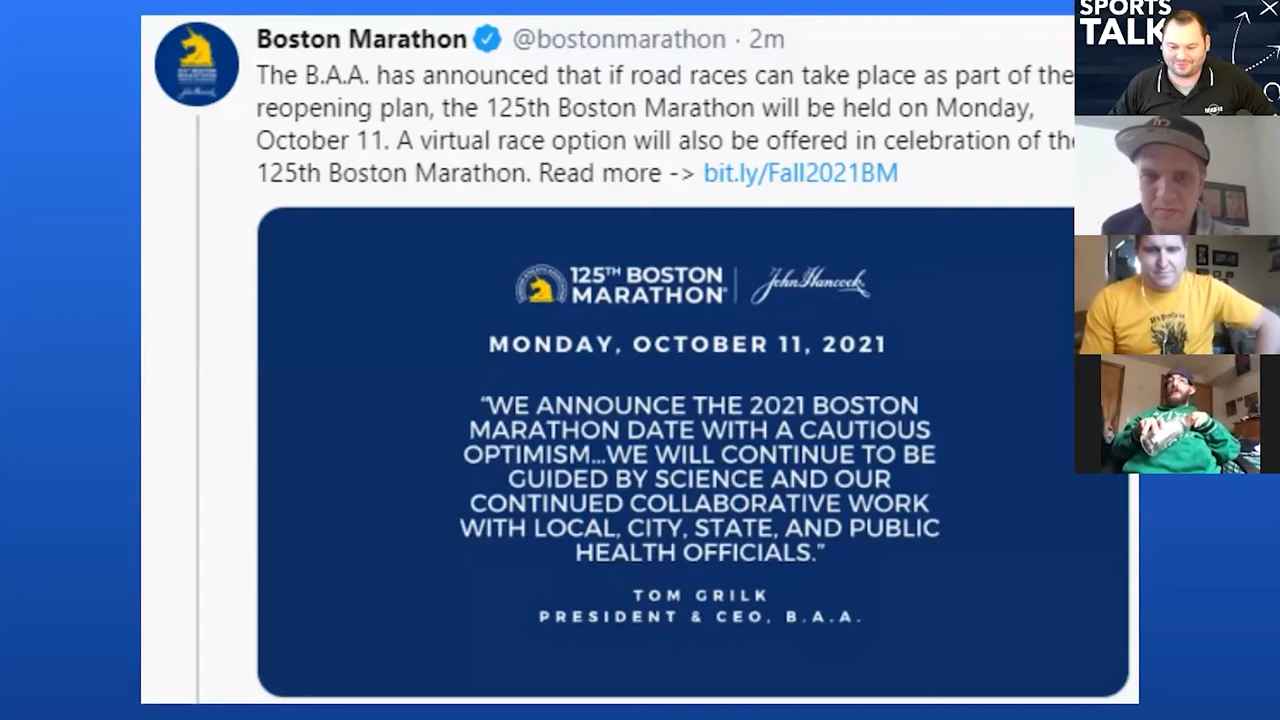 Boston Marathon @bostonmarathon · 2m
The B.A.A. has announced that if road races can take place as part of the
reopening plan, the 125th Boston Marathon will be held on Monday,
October 11. A virtual race option will also be offered in celebration of the
125th Boston Marathon. Read more -> bit.ly/Fall2021BM
125TH BOSTON
MARATHON
John Hancock
MONDAY, OCTOBER 11, 2021
"WE ANNOUNCE THE 2021 BOSTON
MARATHON DATE WITH A CAUTIOUS
OPTIMISM...WE WILL CONTINUE TO BE
GUIDED BY SCIENCE AND OUR
CONTINUED COLLABORATIVE WORK
WITH LOCAL, CITY, STATE, AND PUBLIC
HEALTH OFFICIALS."
TOM GRILK
PRESIDENT & CEO, B.A.A.
SPORTS
TALK